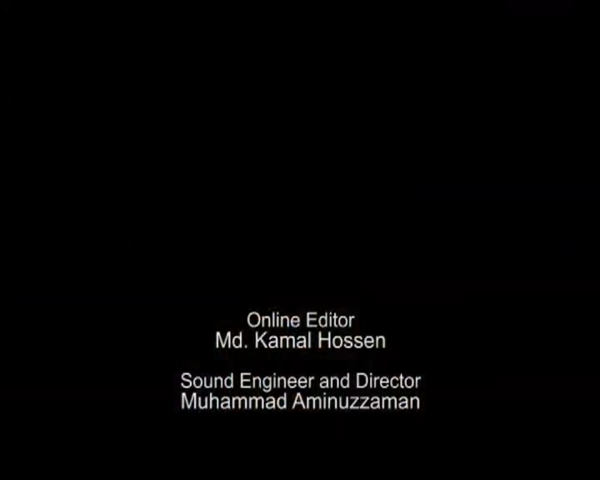 Online Editor
Md. Kamal Hossen
Sound Engineer and Director
Muhammad Aminuzzaman